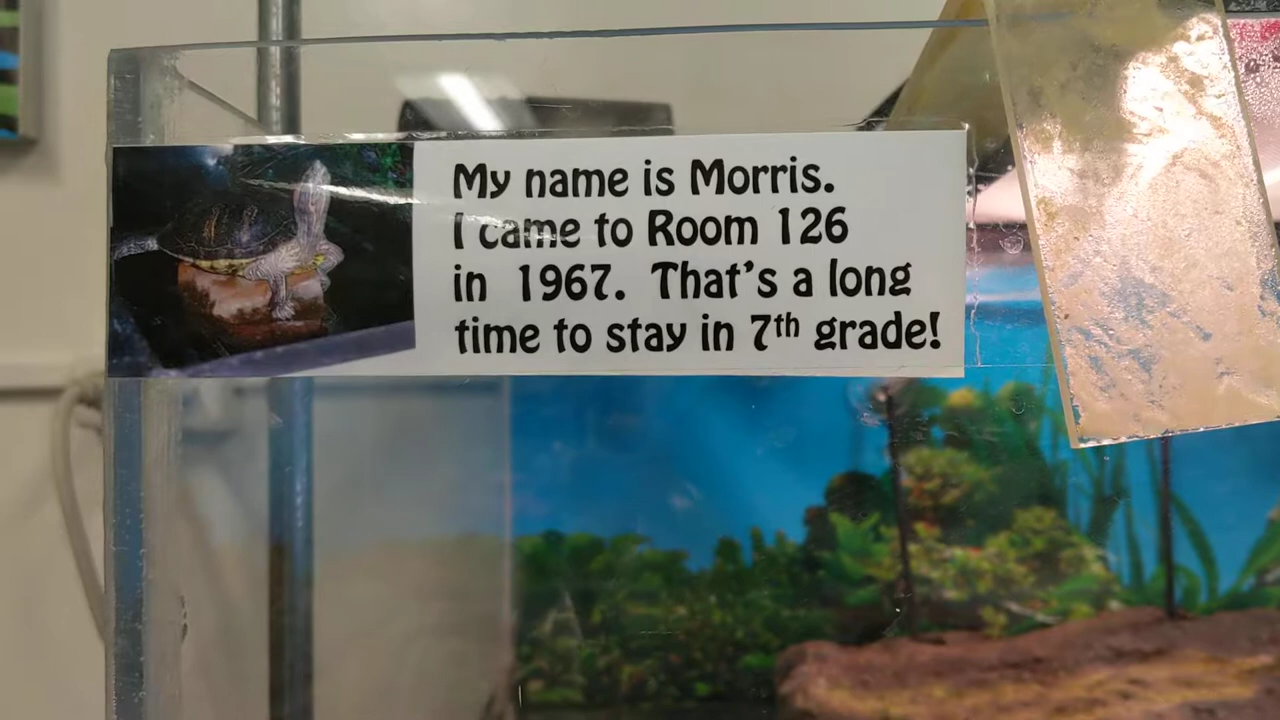 My name is Morris.
I came to Room 126
in 1967. That's a long
time to stay in 7th grade!